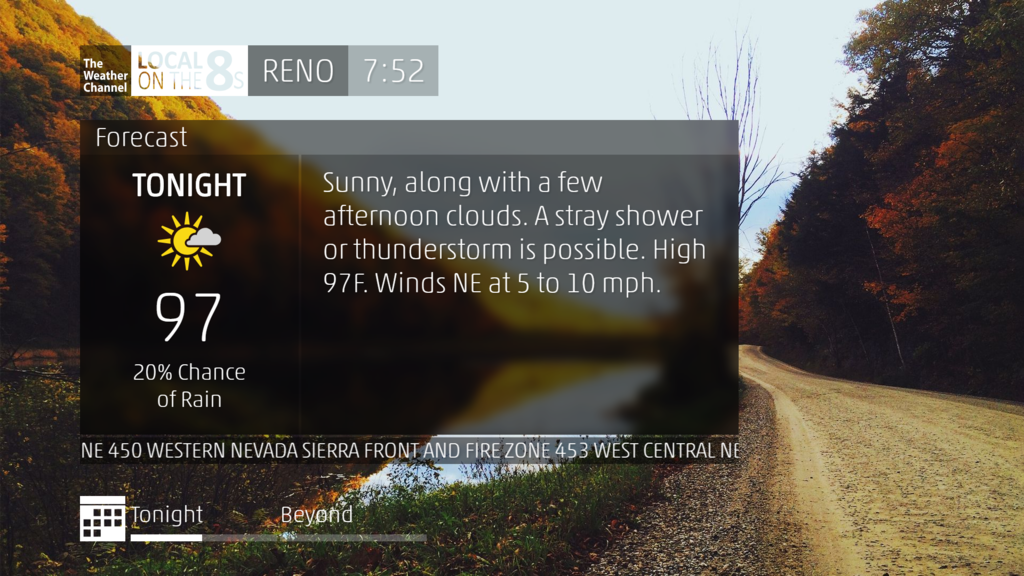 The
Weather
Channel
LOCAL
ON THE 8s
RENO
7:52
Forecast
TONIGHT
97
20% Chance
of Rain
Sunny, along with a few
afternoon clouds. A stray shower
or thunderstorm is possible. High
97F. Winds NE at 5 to 10 mph.
NE 450 WESTERN NEVADA SIERRA FRONT AND FIRE ZONE 453 WEST CENTRAL NE
Tonight
Beyond